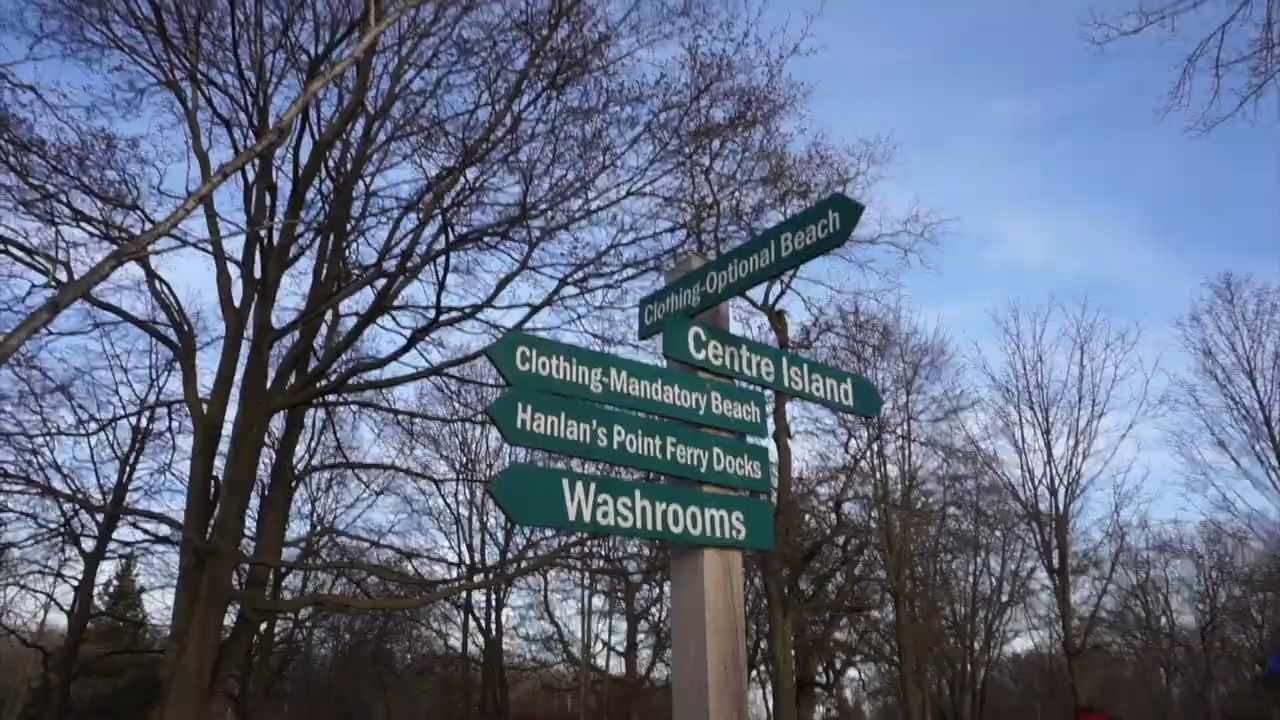 Clothing-Optional Beach
Centre Island
Clothing-Mandatory Beach
Hanlan's Point Ferry Docks
Washrooms